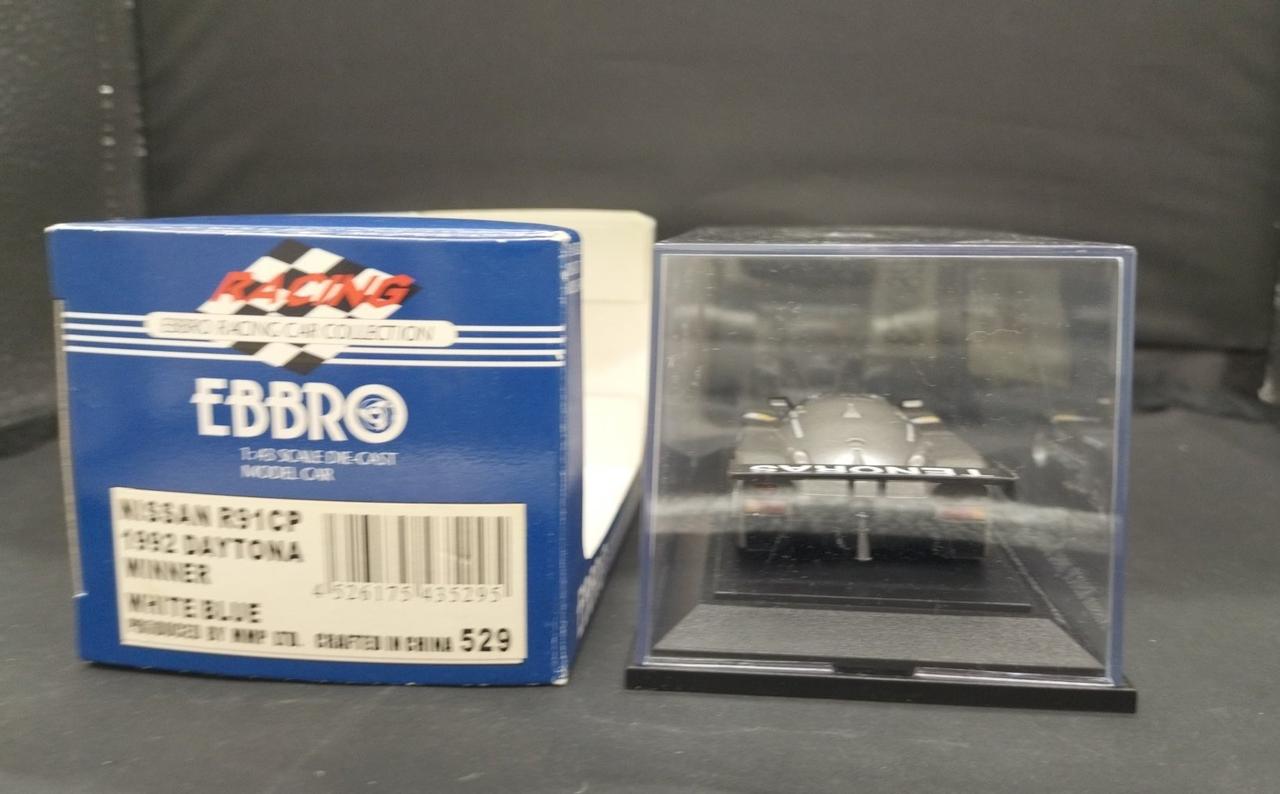 RACING
EBBRO RACING CAR COLLECTION
EBBRO
1:43 SCALE DIE-CAST
MODEL CAR
NISSAN R91CP
1992 DAYTONA
WINNER
WHITE BLUE
4 526175 435295
PRODUCED BY MMP LTD. CRAFTED IN CHINA 529
TENORAS